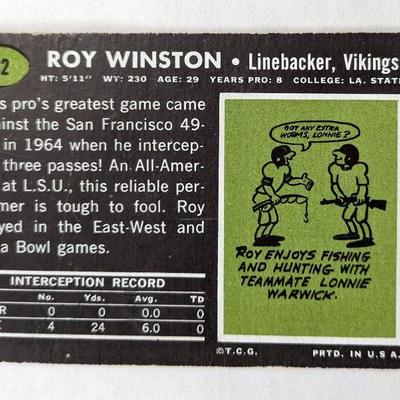 2 ROY WINSTON • Linebacker, Vikings
HT: 5'11" WT: 230 AGE: 29 YEARS PRO: 8 COLLEGE: LA. STATE
s pro's greatest game came
ainst the San Francisco 49-
in 1964 when he intercep-
three passes! An All-Amer-
at L.S.U., this reliable per-
mer is tough to fool. Roy
yed in the East-West and
a Bowl games.
INTERCEPTION RECORD
No. Yds. Avg. TD
R 0 0 0.0 0
E 4 24 6.0 0
GOT ANY EXTRA
WORMS, LONNIE?
ROY ENJOYS FISHING
AND HUNTING WITH
TEAMMATE LONNIE
WARWICK.
©T.C.G. PRTD. IN U.S.A.